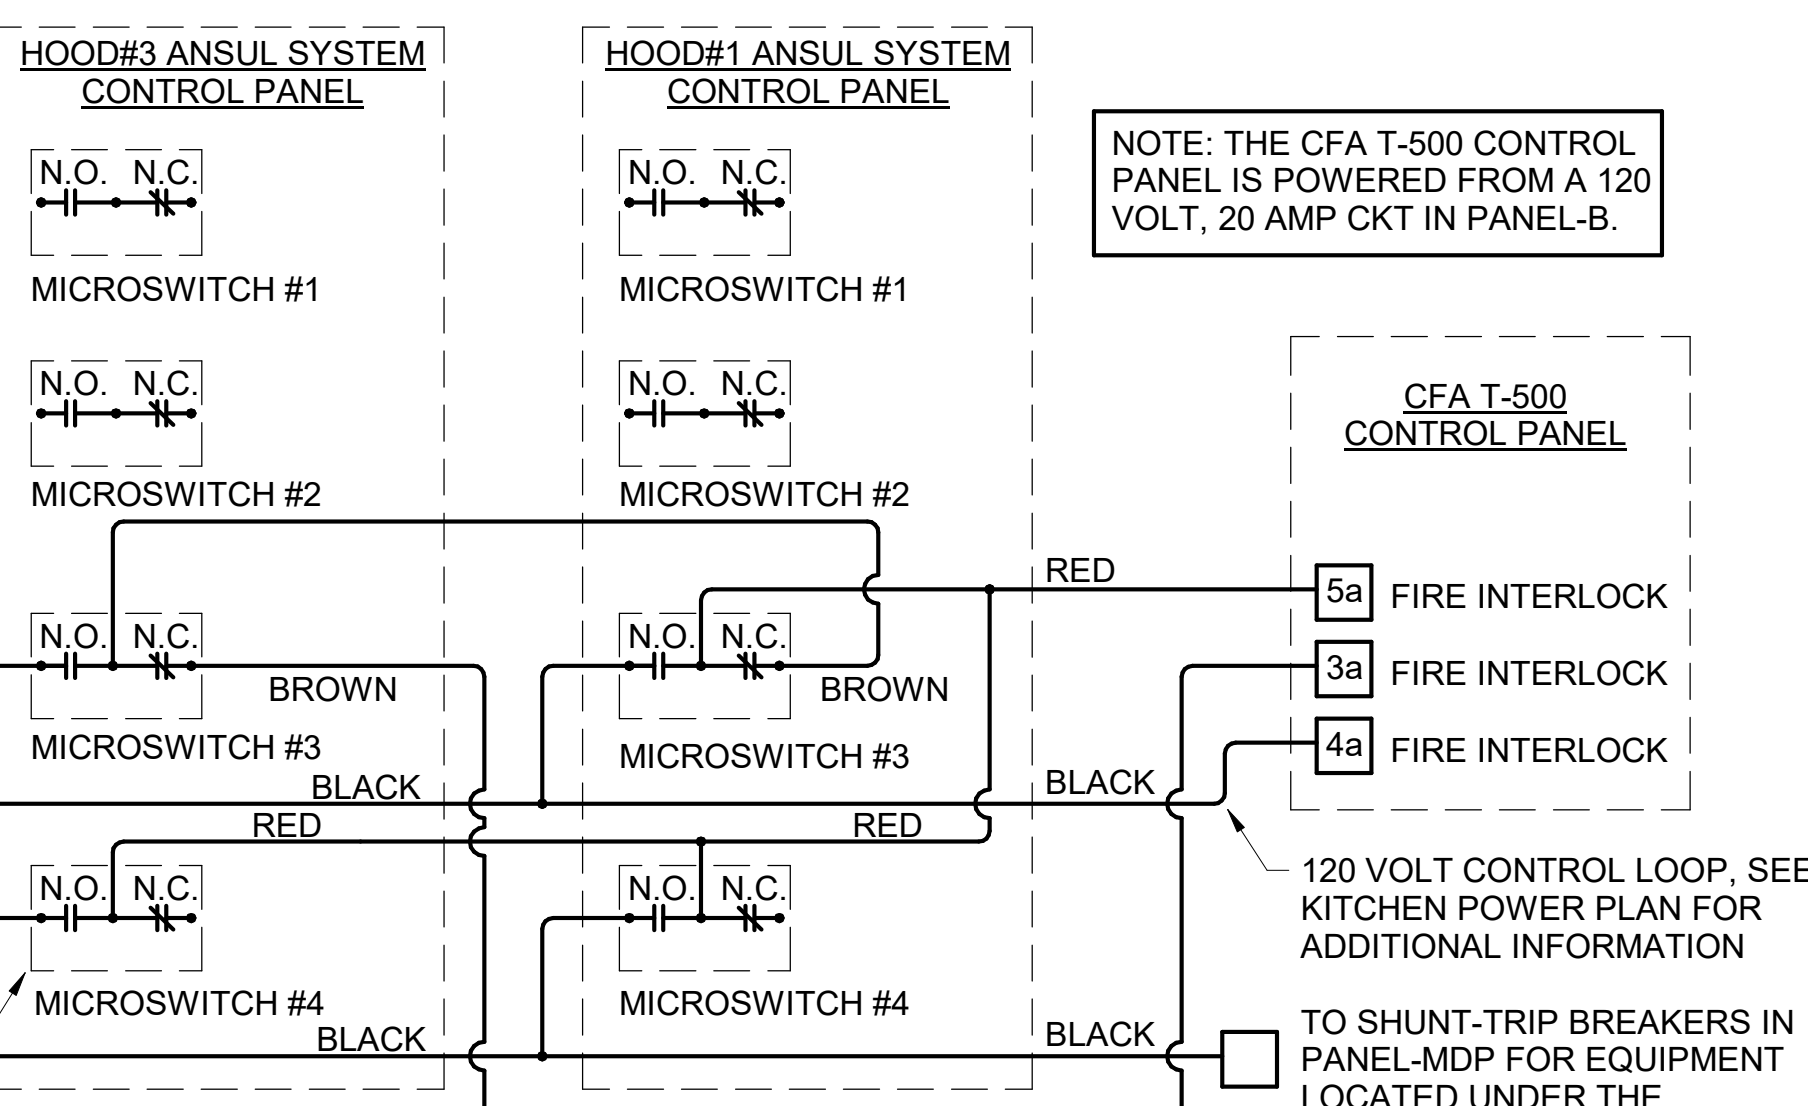 HOOD#3 ANSUL SYSTEM
CONTROL PANEL
N.O. N.C.
MICROSWITCH #1
N.O. N.C.
MICROSWITCH #2
N.O. N.C.
BROWN
MICROSWITCH #3
BLACK
RED
N.O. N.C.
MICROSWITCH #4
BLACK
HOOD#1 ANSUL SYSTEM
CONTROL PANEL
N.O. N.C.
MICROSWITCH #1
N.O. N.C.
MICROSWITCH #2
N.O. N.C.
BROWN
MICROSWITCH #3
RED
N.O. N.C.
MICROSWITCH #4
RED
BLACK
BLACK
NOTE: THE CFA T-500 CONTROL
PANEL IS POWERED FROM A 120
VOLT, 20 AMP CKT IN PANEL-B.
CFA T-500
CONTROL PANEL
5a FIRE INTERLOCK
3a FIRE INTERLOCK
4a FIRE INTERLOCK
120 VOLT CONTROL LOOP, SEE
KITCHEN POWER PLAN FOR
ADDITIONAL INFORMATION
TO SHUNT-TRIP BREAKERS IN
PANEL-MDP FOR EQUIPMENT
LOCATED UNDER THE